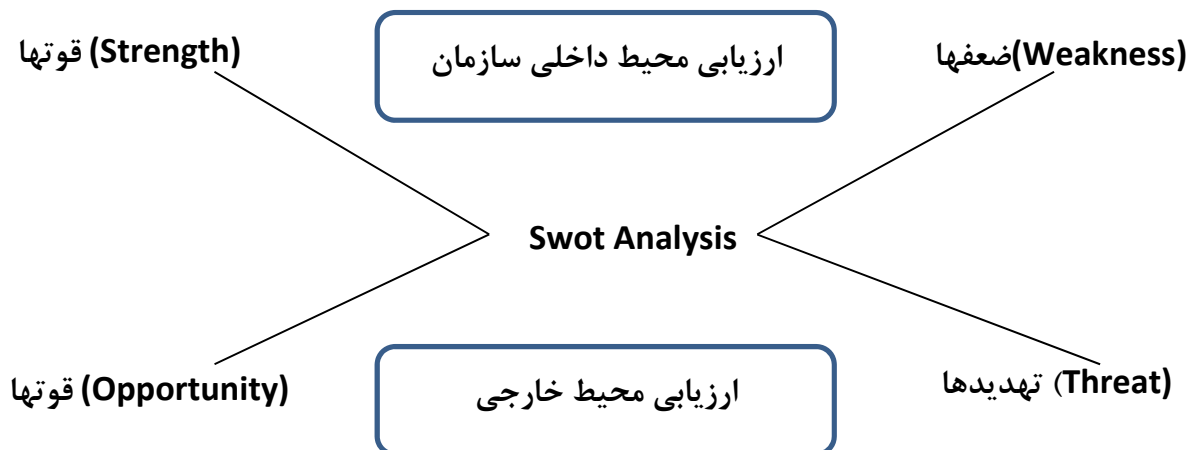 قوتها (Strength)
ارزیابی محیط داخلی سازمان
ضعفها(Weakness)
Swot Analysis
قوتها (Opportunity)
ارزیابی محیط خارجی
تهدیدها (Threat)